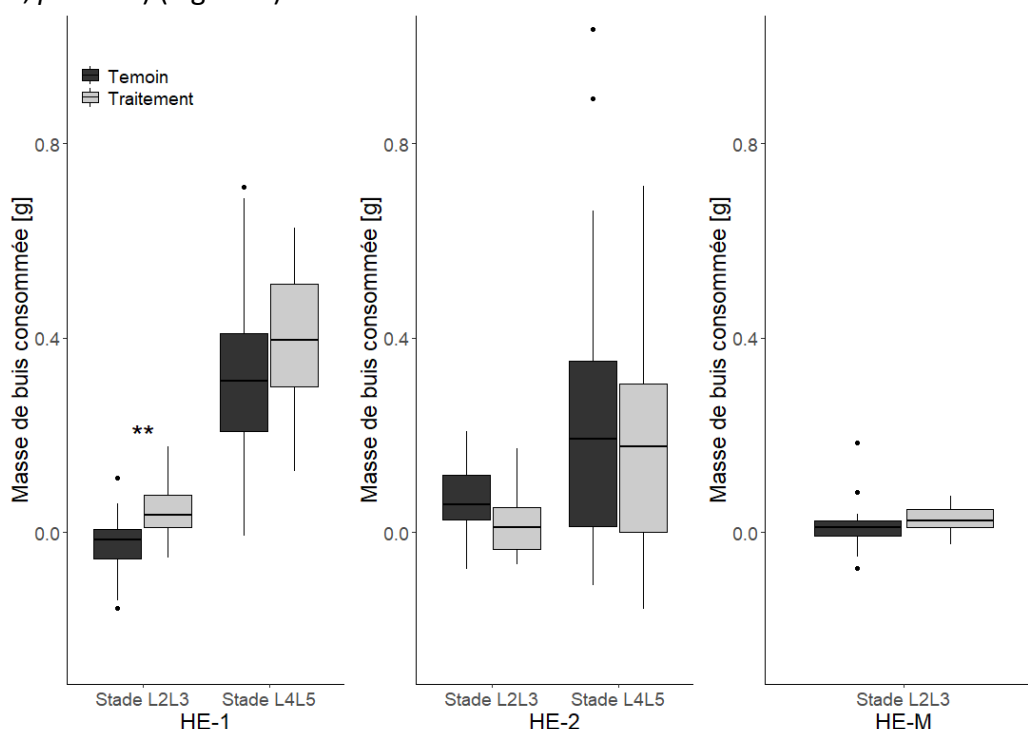 Temoin
Traitement
Masse de buis consommée [g]
0.8
0.4
0.0
**
Stade L2L3 Stade L4L5
HE-1
Masse de buis consommée [g]
0.8
0.4
0.0
Stade L2L3 Stade L4L5
HE-2
Masse de buis consommée [g]
0.8
0.4
0.0
Stade L2L3
HE-M